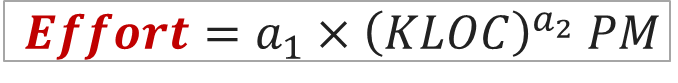 Effort = a₁ × (KLOC)^a₂ PM